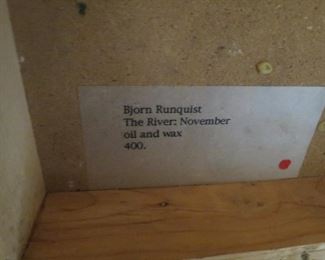 Bjorn Runquist
The River: November
oil and wax
400.